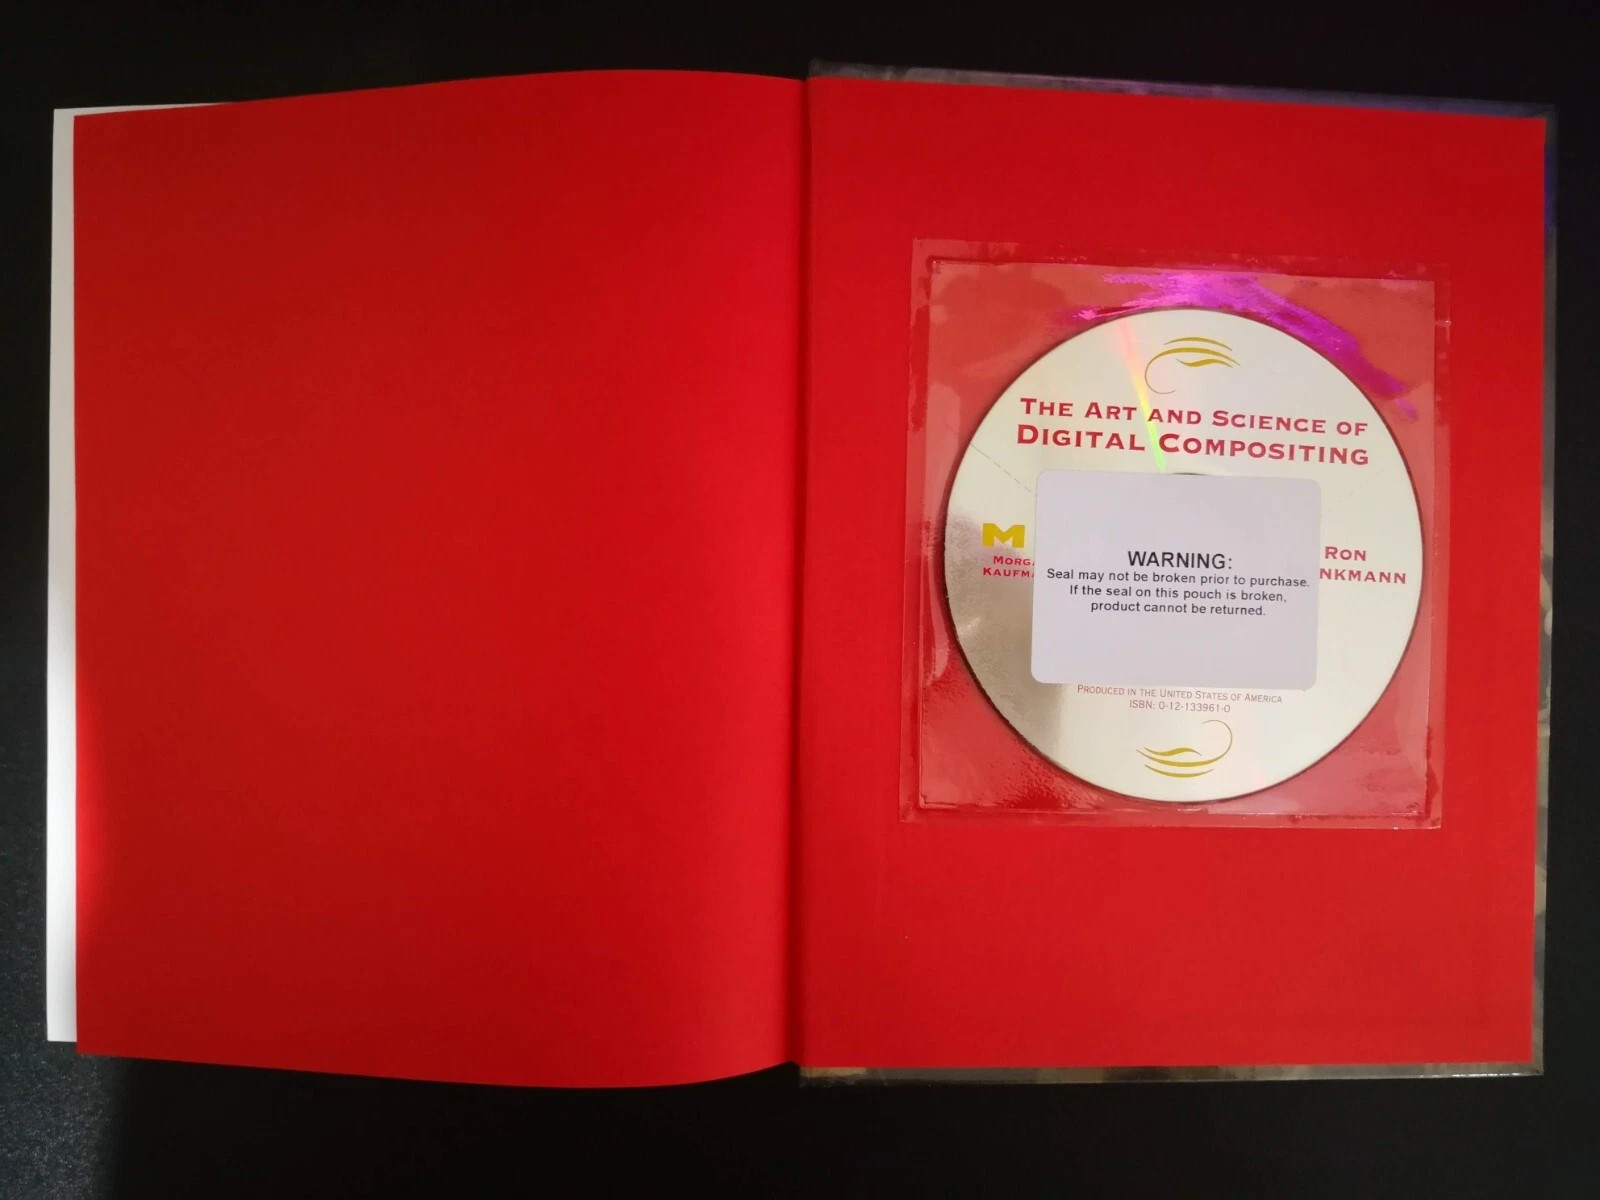 THE ART AND SCIENCE OF
DIGITAL COMPOSITING
M
MORGA
KAUFMA
RON
NKMANN
WARNING:
Seal may not be broken prior to purchase.
If the seal on this pouch is broken,
product cannot be returned.
PRODUCED IN THE UNITED STATES OF AMERICA
ISBN: 0-12-133961-0